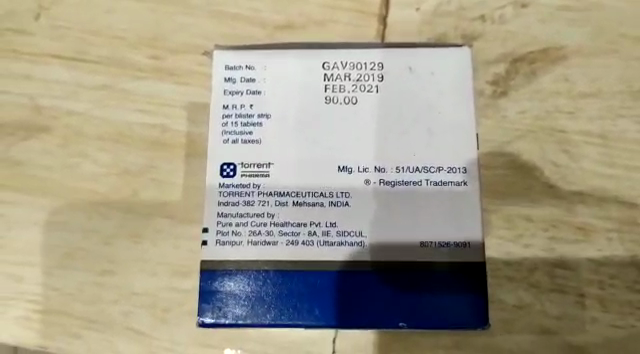 Batch No. : GAV90129
Mfg. Date : MAR.2019
Expiry Date : FEB.2021
M.R.P. ₹ 90.00
per blister strip
of 15 tablets
(Inclusive
of all taxes)
torrent
PHARMA
Mfg. Lic. No. : 51/UA/SC/P-2013
® - Registered Trademark
Marketed by :
TORRENT PHARMACEUTICALS LTD.
Indrad-382 721, Dist. Mehsana, INDIA.
Manufactured by :
Pure and Cure Healthcare Pvt. Ltd.
Plot No.: 26A-30, Sector - 8A, IIE, SIDCUL,
Ranipur, Haridwar - 249 403 (Uttarakhand).
8071526-9091